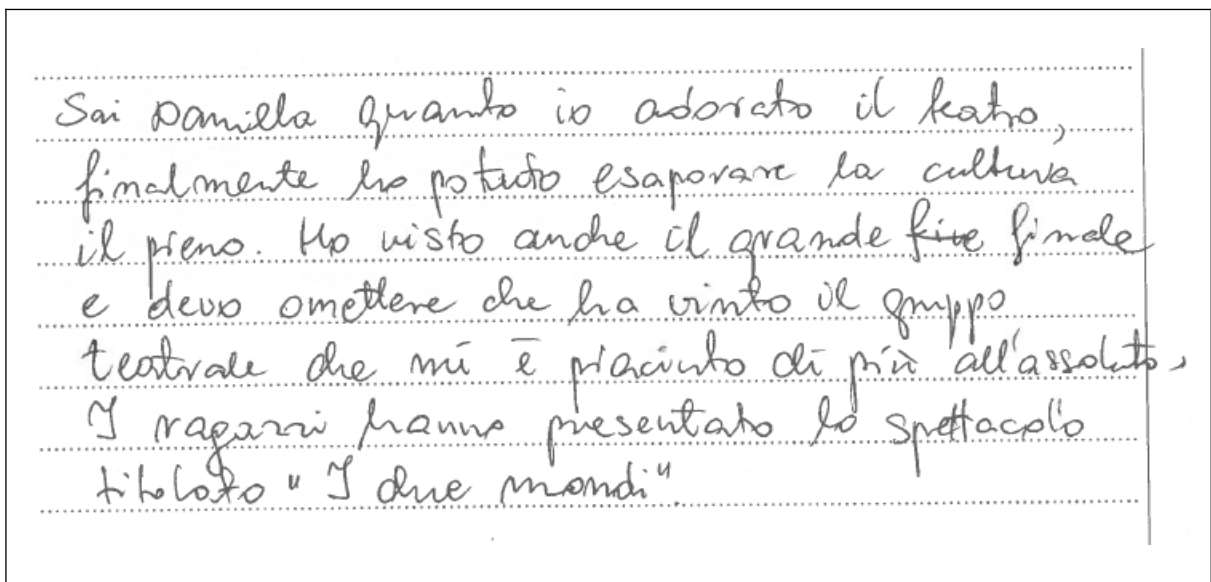 Sai Damiella quanto io adorato il teatro,
finalmente ho potuto esaporare la cultura
il pieno. Ho visto anche il grande finale
e devo omettere che ha vinto il gruppo
teatrale che mi è piaciuto di più all'assoluto,
I ragazzi hanno presentato lo spettacolo
titolato "I due mondi".